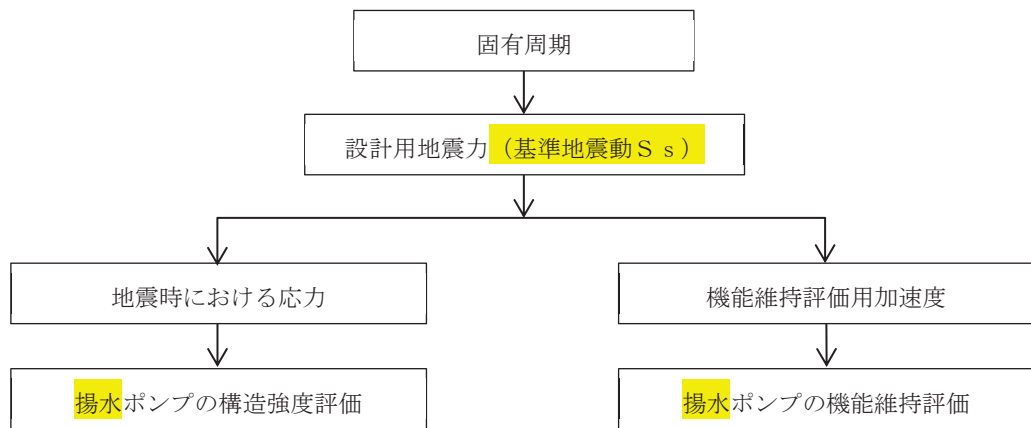 固有周期
設計用地震力（基準地震動Ｓｓ）
地震時における応力
機能維持評価用加速度
揚水ポンプの構造強度評価
揚水ポンプの機能維持評価